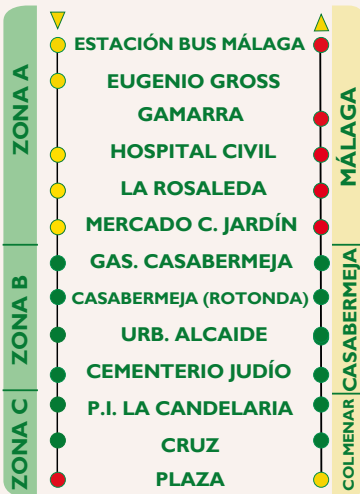 ZONA A
ZONA B
ZONA C
ESTACIÓN BUS MÁLAGA
EUGENIO GROSS
GAMARRA
HOSPITAL CIVIL
LA ROSALEDA
MERCADO C. JARDÍN
GAS. CASABERMEJA
CASABERMEJA (ROTONDA)
URB. ALCAIDE
CEMENTERIO JUDÍO
P.I. LA CANDELARIA
CRUZ
PLAZA
MÁLAGA
CASABERMEJA
COLMENAR